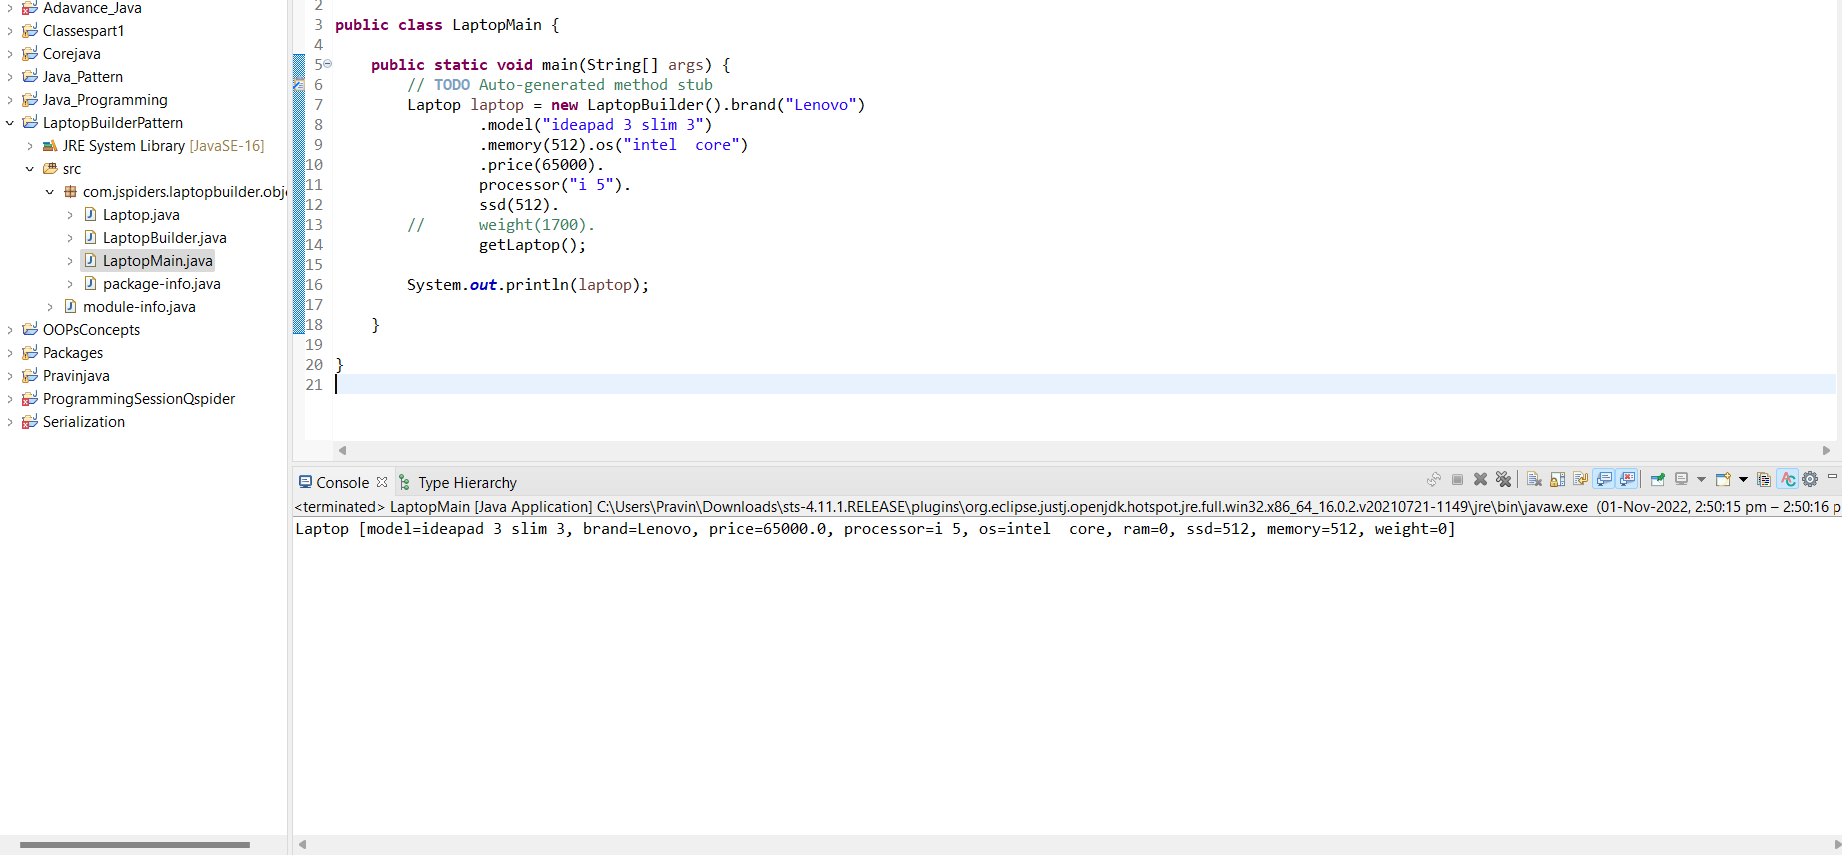 Adavance_Java
Classespart1
Corejava
Java_Pattern
Java_Programming
LaptopBuilderPattern
JRE System Library [JavaSE-16]
src
com.jspiders.laptopbuilder.obje
Laptop.java
LaptopBuilder.java
LaptopMain.java
package-info.java
module-info.java
OOPsConcepts
Packages
Pravinjava
ProgrammingSessionQspider
Serialization
2
3 public class LaptopMain {
4
5 public static void main(String[] args) {
6 // TODO Auto-generated method stub
7 Laptop laptop = new LaptopBuilder().brand("Lenovo")
8 .model("ideapad 3 slim 3")
9 .memory(512).os("intel  core")
10 .price(65000).
11 processor("i 5").
12 ssd(512).
13 // weight(1700).
14 getLaptop();
15
16 System.out.println(laptop);
17
18 }
19
20 }
21
Console Type Hierarchy
<terminated> LaptopMain [Java Application] C:\Users\Pravin\Downloads\sts-4.11.1.RELEASE\plugins\org.eclipse.justj.openjdk.hotspot.jre.full.win32.x86_64_16.0.2.v20210721-1149\jre\bin\javaw.exe (01-Nov-2022, 2:50:15 pm – 2:50:16 p
Laptop [model=ideapad 3 slim 3, brand=Lenovo, price=65000.0, processor=i 5, os=intel  core, ram=0, ssd=512, memory=512, weight=0]